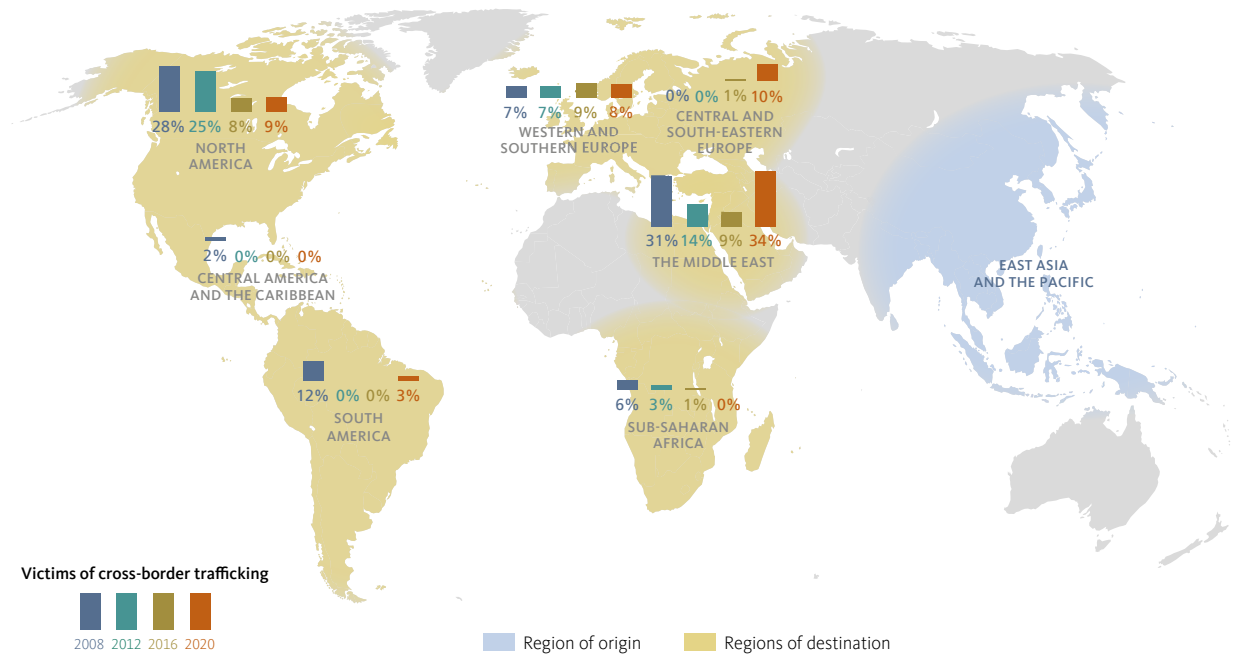 28% 25% 8% 9%
NORTH
AMERICA
7% 7% 9% 8%
WESTERN AND
SOUTHERN EUROPE
0% 0% 1% 10%
CENTRAL AND
SOUTH-EASTERN
EUROPE
31% 14% 9% 34%
THE MIDDLE EAST
2% 0% 0% 0%
CENTRAL AMERICA
AND THE CARIBBEAN
EAST ASIA
AND THE PACIFIC
12% 0% 0% 3%
SOUTH
AMERICA
6% 3% 1% 0%
SUB-SAHARAN
AFRICA
Victims of cross-border trafficking
2008 2012 2016 2020
Region of origin
Regions of destination